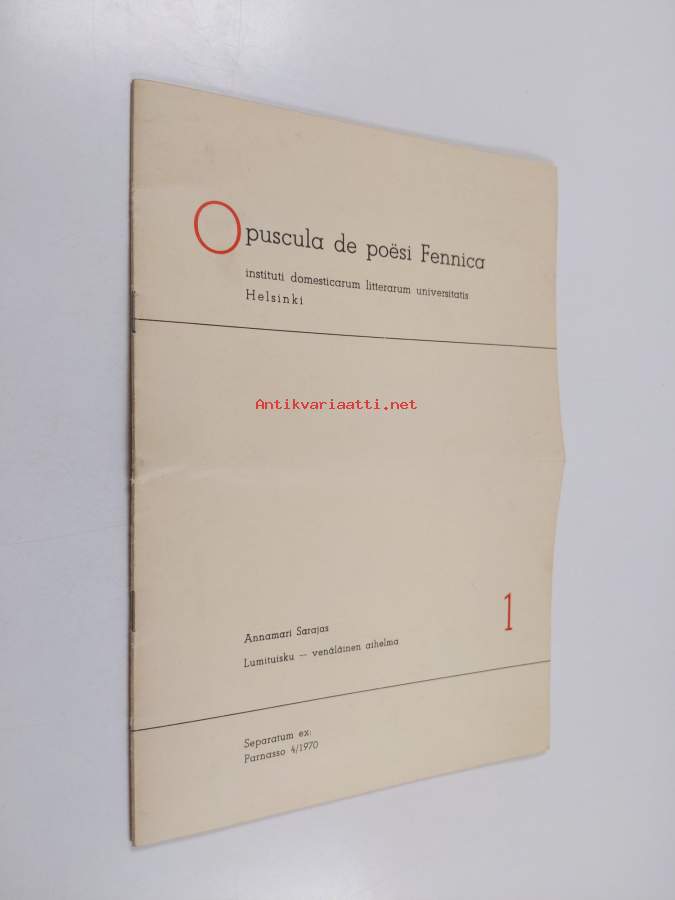 Opuscula de poësi Fennica
instituti domesticarum litterarum universitatis
Helsinki
Antikvariaatti.net
1
Annamari Sarajas
Lumituisku — venäläinen aihelma
Separatum ex:
Parnasso 4/1970